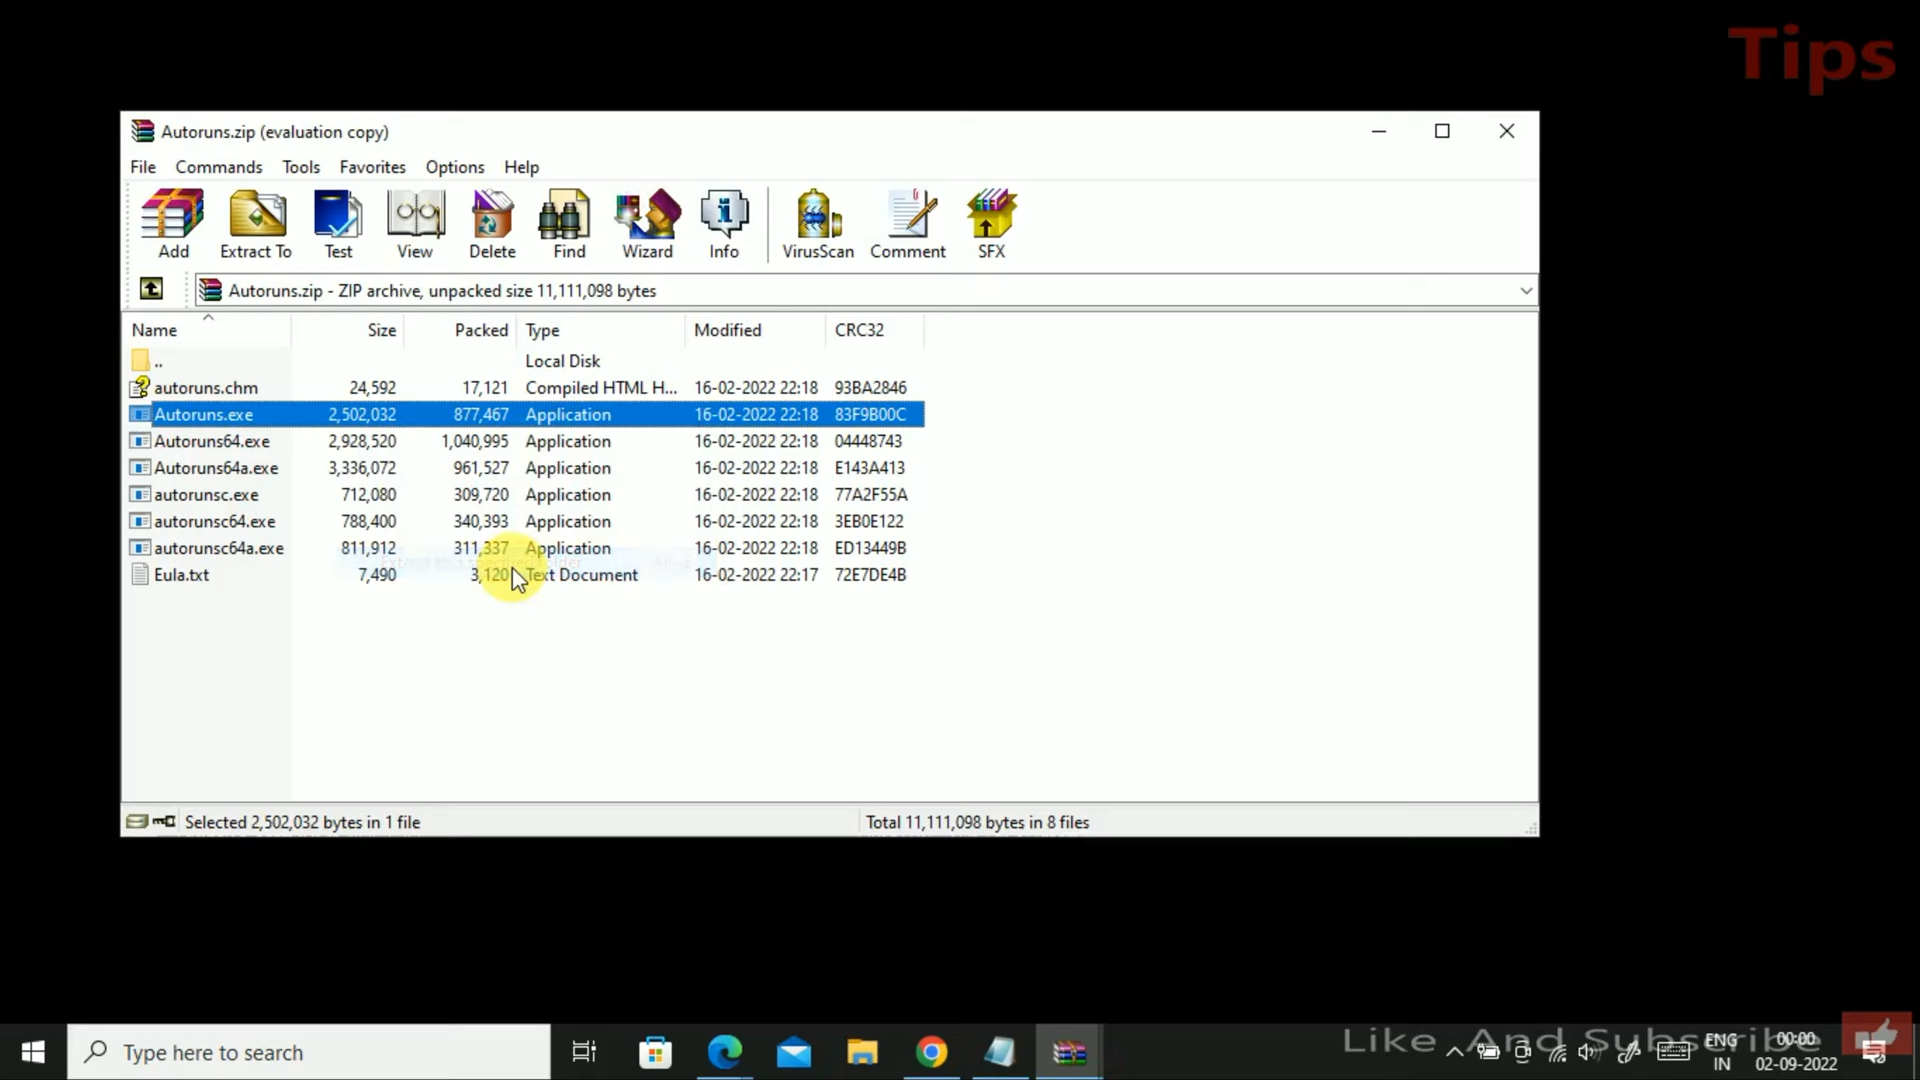 Tips
Autoruns.zip (evaluation copy)
File Commands Tools Favorites Options Help
Add Extract To Test View Delete Find Wizard Info VirusScan Comment SFX
Autoruns.zip - ZIP archive, unpacked size 11,111,098 bytes
Name Size Packed Type Modified CRC32
.. Local Disk
autoruns.chm 24,592 17,121 Compiled HTML H... 16-02-2022 22:18 93BA2846
Autoruns.exe 2,502,032 877,467 Application 16-02-2022 22:18 83F9B00C
Autoruns64.exe 2,928,520 1,040,995 Application 16-02-2022 22:18 04448743
Autoruns64a.exe 3,336,072 961,527 Application 16-02-2022 22:18 E143A413
autorunsc.exe 712,080 309,720 Application 16-02-2022 22:18 77A2F55A
autorunsc64.exe 788,400 340,393 Application 16-02-2022 22:18 3EB0E122
autorunsc64a.exe 811,912 311,337 Application 16-02-2022 22:18 ED13449B
Eula.txt 7,490 3,120 Text Document 16-02-2022 22:17 72E7DE4B
Selected 2,502,032 bytes in 1 file
Total 11,111,098 bytes in 8 files
Type here to search
Like And Subscribe
ENG
IN
00:00
02-09-2022